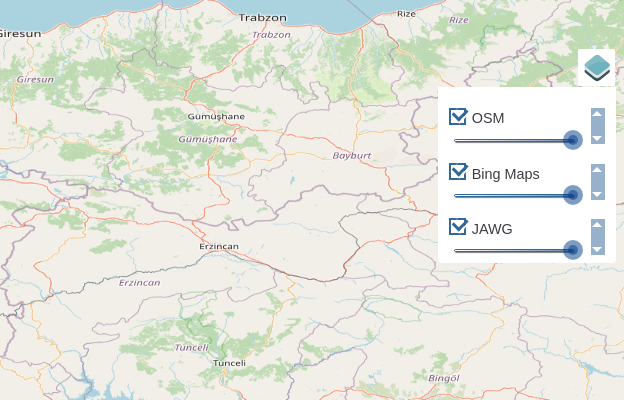 Trabzon
Rize
Rize
Giresun
Trabzon
Giresun
Gümüşhane
OSM
Gümüşhane
Bayburt
Bing Maps
JAWG
Erzincan
Erzincan
Tunceli
Tunceli
Bingöl